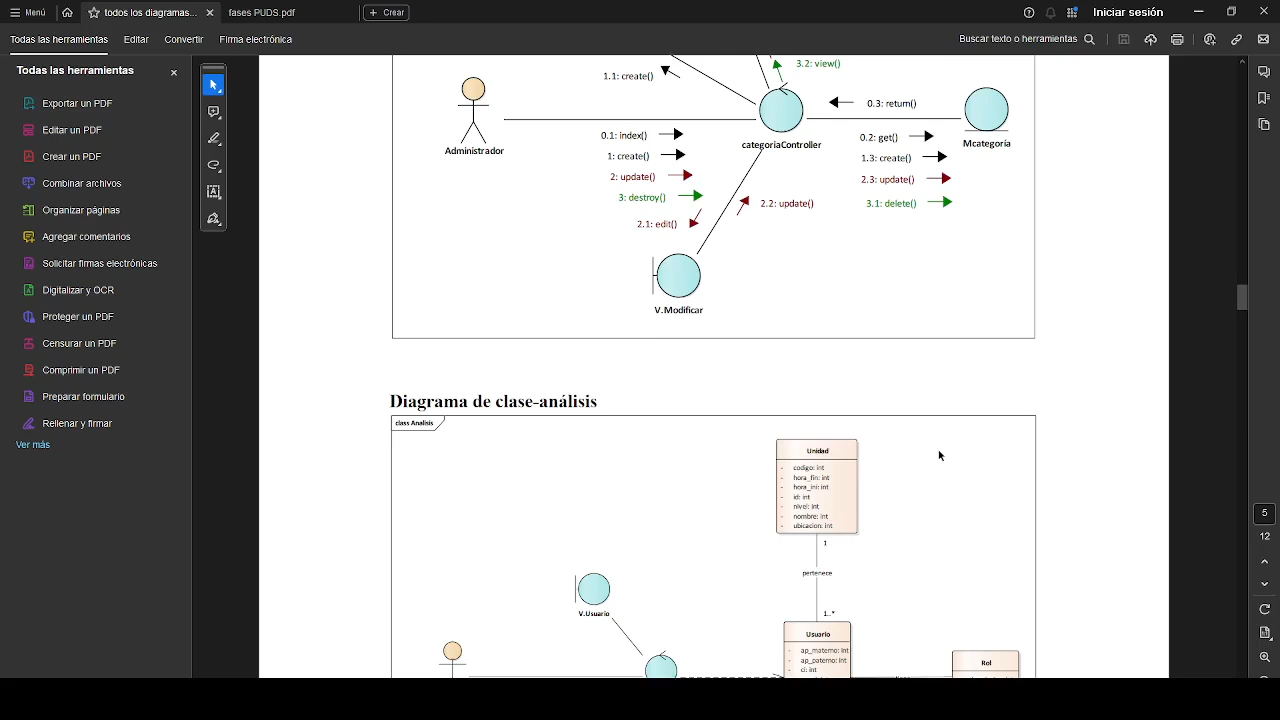 Menú
todos los diagramas...
fases PUDS.pdf
Crear
Iniciar sesión
Todas las herramientas
Editar
Convertir
Firma electrónica
Buscar texto o herramientas
Todas las herramientas
Exportar un PDF
Editar un PDF
Crear un PDF
Combinar archivos
Organizar páginas
Agregar comentarios
Solicitar firmas electrónicas
Digitalizar y OCR
Proteger un PDF
Censurar un PDF
Comprimir un PDF
Preparar formulario
Rellenar y firmar
Ver más
3.2: view()
1.1: create()
0.3: return()
Administrador
categoriaController
Mcategoria
0.1: index()
1: create()
2: update()
3: destroy()
2.1: edit()
0.2: get()
1.3: create()
2.3: update()
3.1: delete()
2.2: update()
V.Modificar
Diagrama de clase-análisis
class Analisis
Unidad
- codigo: int
- hora_fin: int
- hora_ini: int
- id: int
- nivel: int
- nombre: int
- ubicacion: int
1
pertenece
1..*
V.Usuario
Usuario
- ap_materno: int
- ap_paterno: int
- ci: int
Rol
5
12